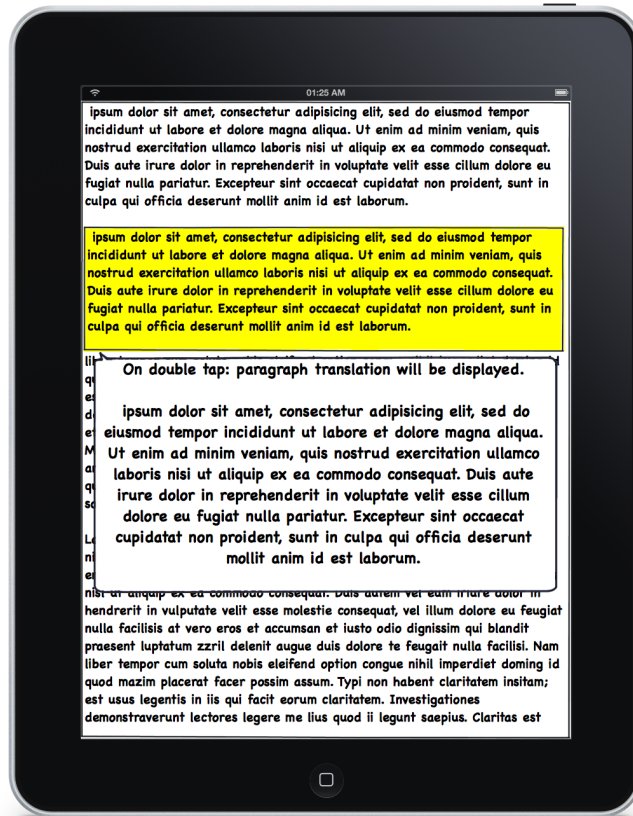 01:25 AM
ipsum dolor sit amet, consectetur adipisicing elit, sed do eiusmod tempor
incididunt ut labore et dolore magna aliqua. Ut enim ad minim veniam, quis
nostrud exercitation ullamco laboris nisi ut aliquip ex ea commodo consequat.
Duis aute irure dolor in reprehenderit in voluptate velit esse cillum dolore eu
fugiat nulla pariatur. Excepteur sint occaecat cupidatat non proident, sunt in
culpa qui officia deserunt mollit anim id est laborum.
ipsum dolor sit amet, consectetur adipisicing elit, sed do eiusmod tempor
incididunt ut labore et dolore magna aliqua. Ut enim ad minim veniam, quis
nostrud exercitation ullamco laboris nisi ut aliquip ex ea commodo consequat.
Duis aute irure dolor in reprehenderit in voluptate velit esse cillum dolore eu
fugiat nulla pariatur. Excepteur sint occaecat cupidatat non proident, sunt in
culpa qui officia deserunt mollit anim id est laborum.
On double tap: paragraph translation will be displayed.
ipsum dolor sit amet, consectetur adipisicing elit, sed do
eiusmod tempor incididunt ut labore et dolore magna aliqua.
Ut enim ad minim veniam, quis nostrud exercitation ullamco
laboris nisi ut aliquip ex ea commodo consequat. Duis aute
irure dolor in reprehenderit in voluptate velit esse cillum
dolore eu fugiat nulla pariatur. Excepteur sint occaecat
cupidatat non proident, sunt in culpa qui officia deserunt
mollit anim id est laborum.
nisl ut aliquip ex ea commodo consequat. Duis autem vel eum iriure dolor in
hendrerit in vulputate velit esse molestie consequat, vel illum dolore eu feugiat
nulla facilisis at vero eros et accumsan et iusto odio dignissim qui blandit
praesent luptatum zzril delenit augue duis dolore te feugait nulla facilisi. Nam
liber tempor cum soluta nobis eleifend option congue nihil imperdiet doming id
quod mazim placerat facer possim assum. Typi non habent claritatem insitam;
est usus legentis in iis qui facit eorum claritatem. Investigationes
demonstraverunt lectores legere me lius quod ii legunt saepius. Claritas est